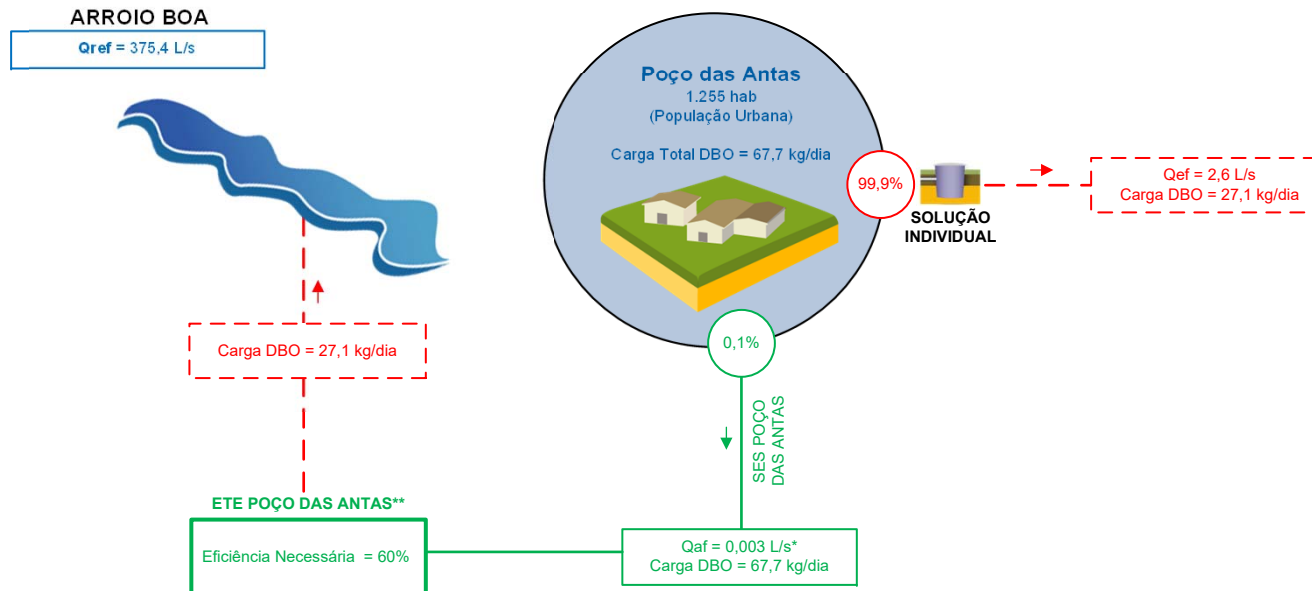 ARROIO BOA
Qref = 375,4 L/s
Poço das Antas
1.255 hab
(População Urbana)
Carga Total DBO = 67,7 kg/dia
99,9%
SOLUÇÃO
INDIVIDUAL
Qef = 2,6 L/s
Carga DBO = 27,1 kg/dia
0,1%
Carga DBO = 27,1 kg/dia
SES POÇO
DAS ANTAS
ETE POÇO DAS ANTAS**
Eficiência Necessária = 60%
Qaf = 0,003 L/s*
Carga DBO = 67,7 kg/dia